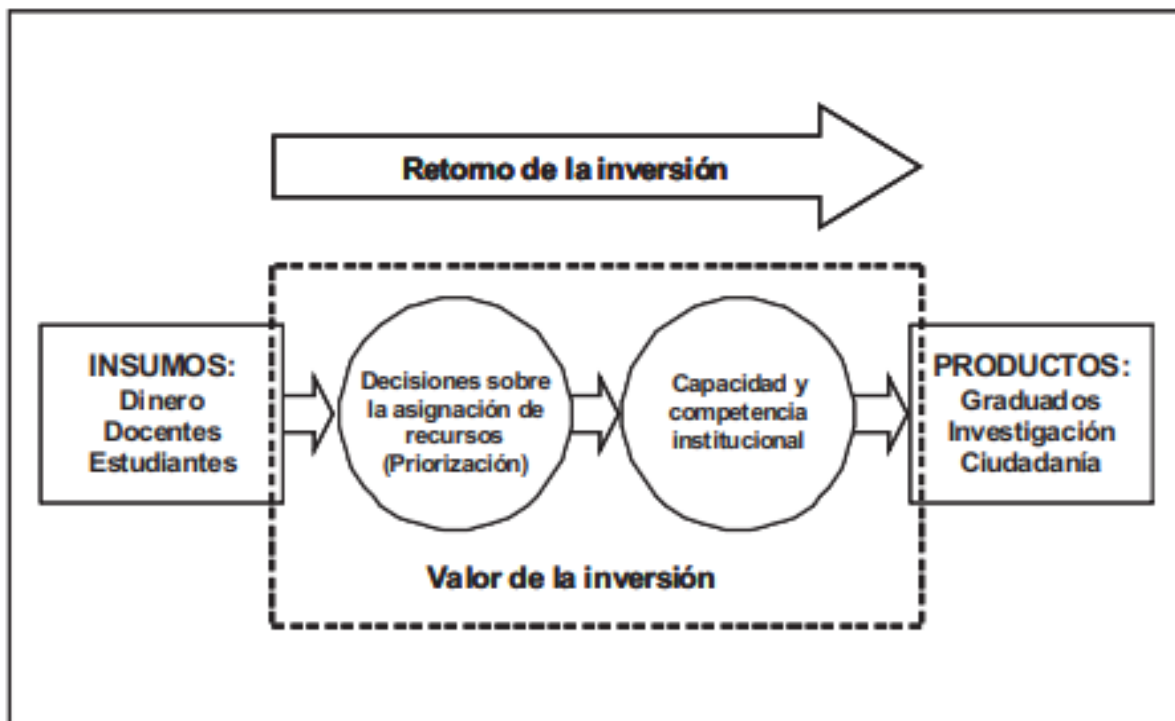 Retorno de la inversión
INSUMOS:
Dinero
Docentes
Estudiantes
Decisiones sobre
la asignación de
recursos
(Priorización)
Capacidad y
competencia
institucional
PRODUCTOS:
Graduados
Investigación
Ciudadanía
Valor de la inversión